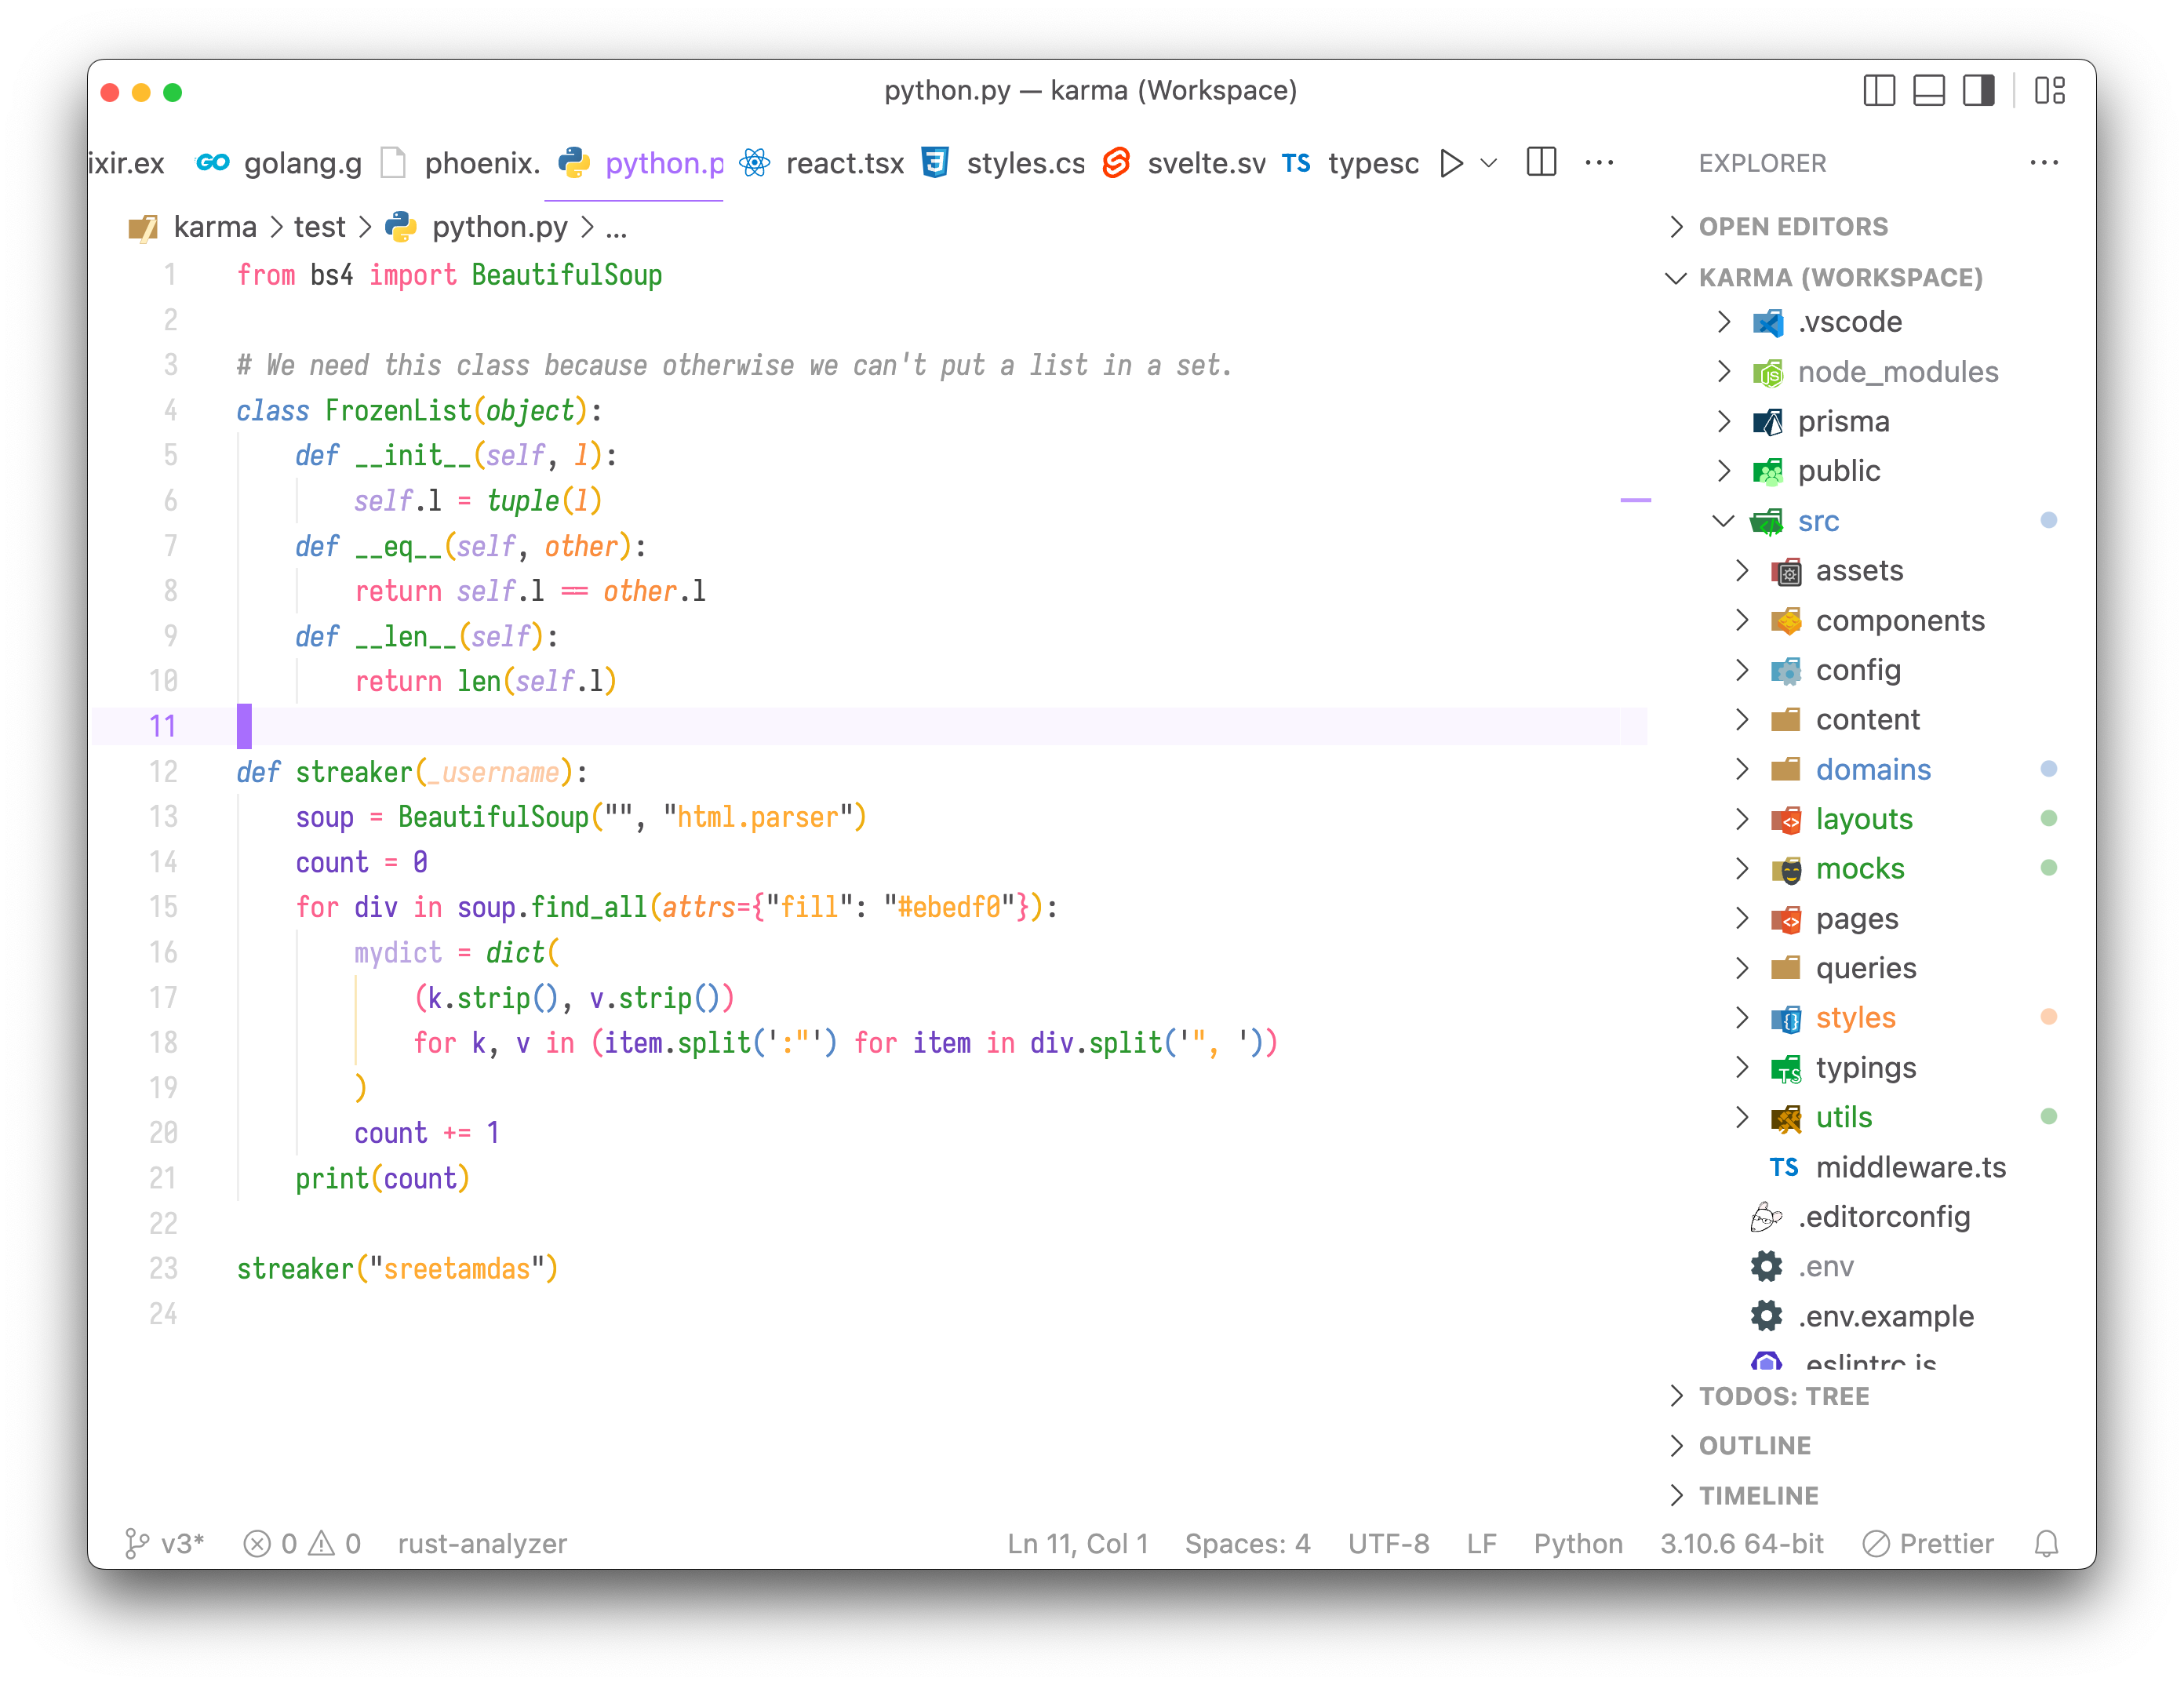 python.py — karma (Workspace)
ixir.ex golang.g phoenix. python.p react.tsx styles.cs svelte.sv TS typesc
karma > test > python.py > ...
1 from bs4 import BeautifulSoup
2
3 # We need this class because otherwise we can't put a list in a set.
4 class FrozenList(object):
5     def __init__(self, l):
6         self.l = tuple(l)
7     def __eq__(self, other):
8         return self.l == other.l
9     def __len__(self):
10         return len(self.l)
11
12 def streaker(_username):
13     soup = BeautifulSoup("", "html.parser")
14     count = 0
15     for div in soup.find_all(attrs={"fill": "#ebedf0"}):
16         mydict = dict(
17             (k.strip(), v.strip())
18             for k, v in (item.split(':"') for item in div.split('", '))
19         )
20         count += 1
21     print(count)
22
23 streaker("sreetamdas")
24
EXPLORER
OPEN EDITORS
KARMA (WORKSPACE)
.vscode
node_modules
prisma
public
src
assets
components
config
content
domains
layouts
mocks
pages
queries
styles
typings
utils
TS middleware.ts
.editorconfig
.env
.env.example
.eslintrc.js
TODOS: TREE
OUTLINE
TIMELINE
v3* 0 0 rust-analyzer Ln 11, Col 1 Spaces: 4 UTF-8 LF Python 3.10.6 64-bit Prettier